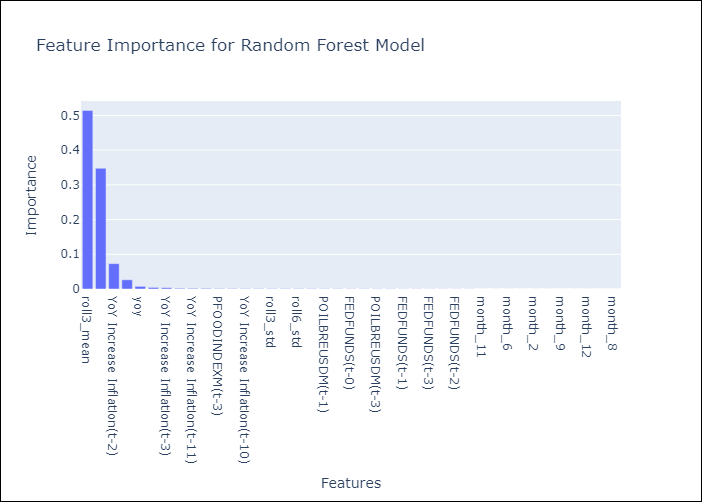 Feature Importance for Random Forest Model
0.5
0.4
0.3
0.2
0.1
0
Importance
roll3_mean
YoY Increase Inflation(t-2)
yoy
YoY Increase Inflation(t-3)
YoY Increase Inflation(t-11)
PFOODINDEXM(t-3)
YoY Increase Inflation(t-10)
roll3_std
roll6_std
POILBREUSDM(t-1)
FEDFUNDS(t-0)
POILBREUSDM(t-3)
FEDFUNDS(t-1)
FEDFUNDS(t-3)
FEDFUNDS(t-2)
month_11
month_6
month_2
month_9
month_12
month_8
Features